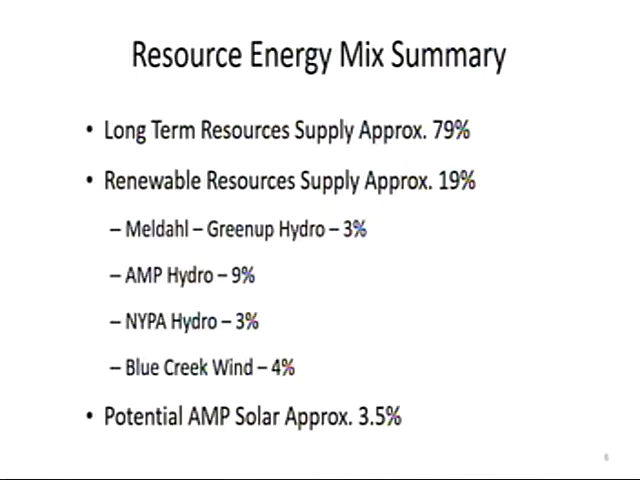 Resource Energy Mix Summary
• Long Term Resources Supply Approx. 79%
• Renewable Resources Supply Approx. 19%
– Meldahl – Greenup Hydro – 3%
– AMP Hydro – 9%
– NYPA Hydro – 3%
– Blue Creek Wind – 4%
• Potential AMP Solar Approx. 3.5%
6